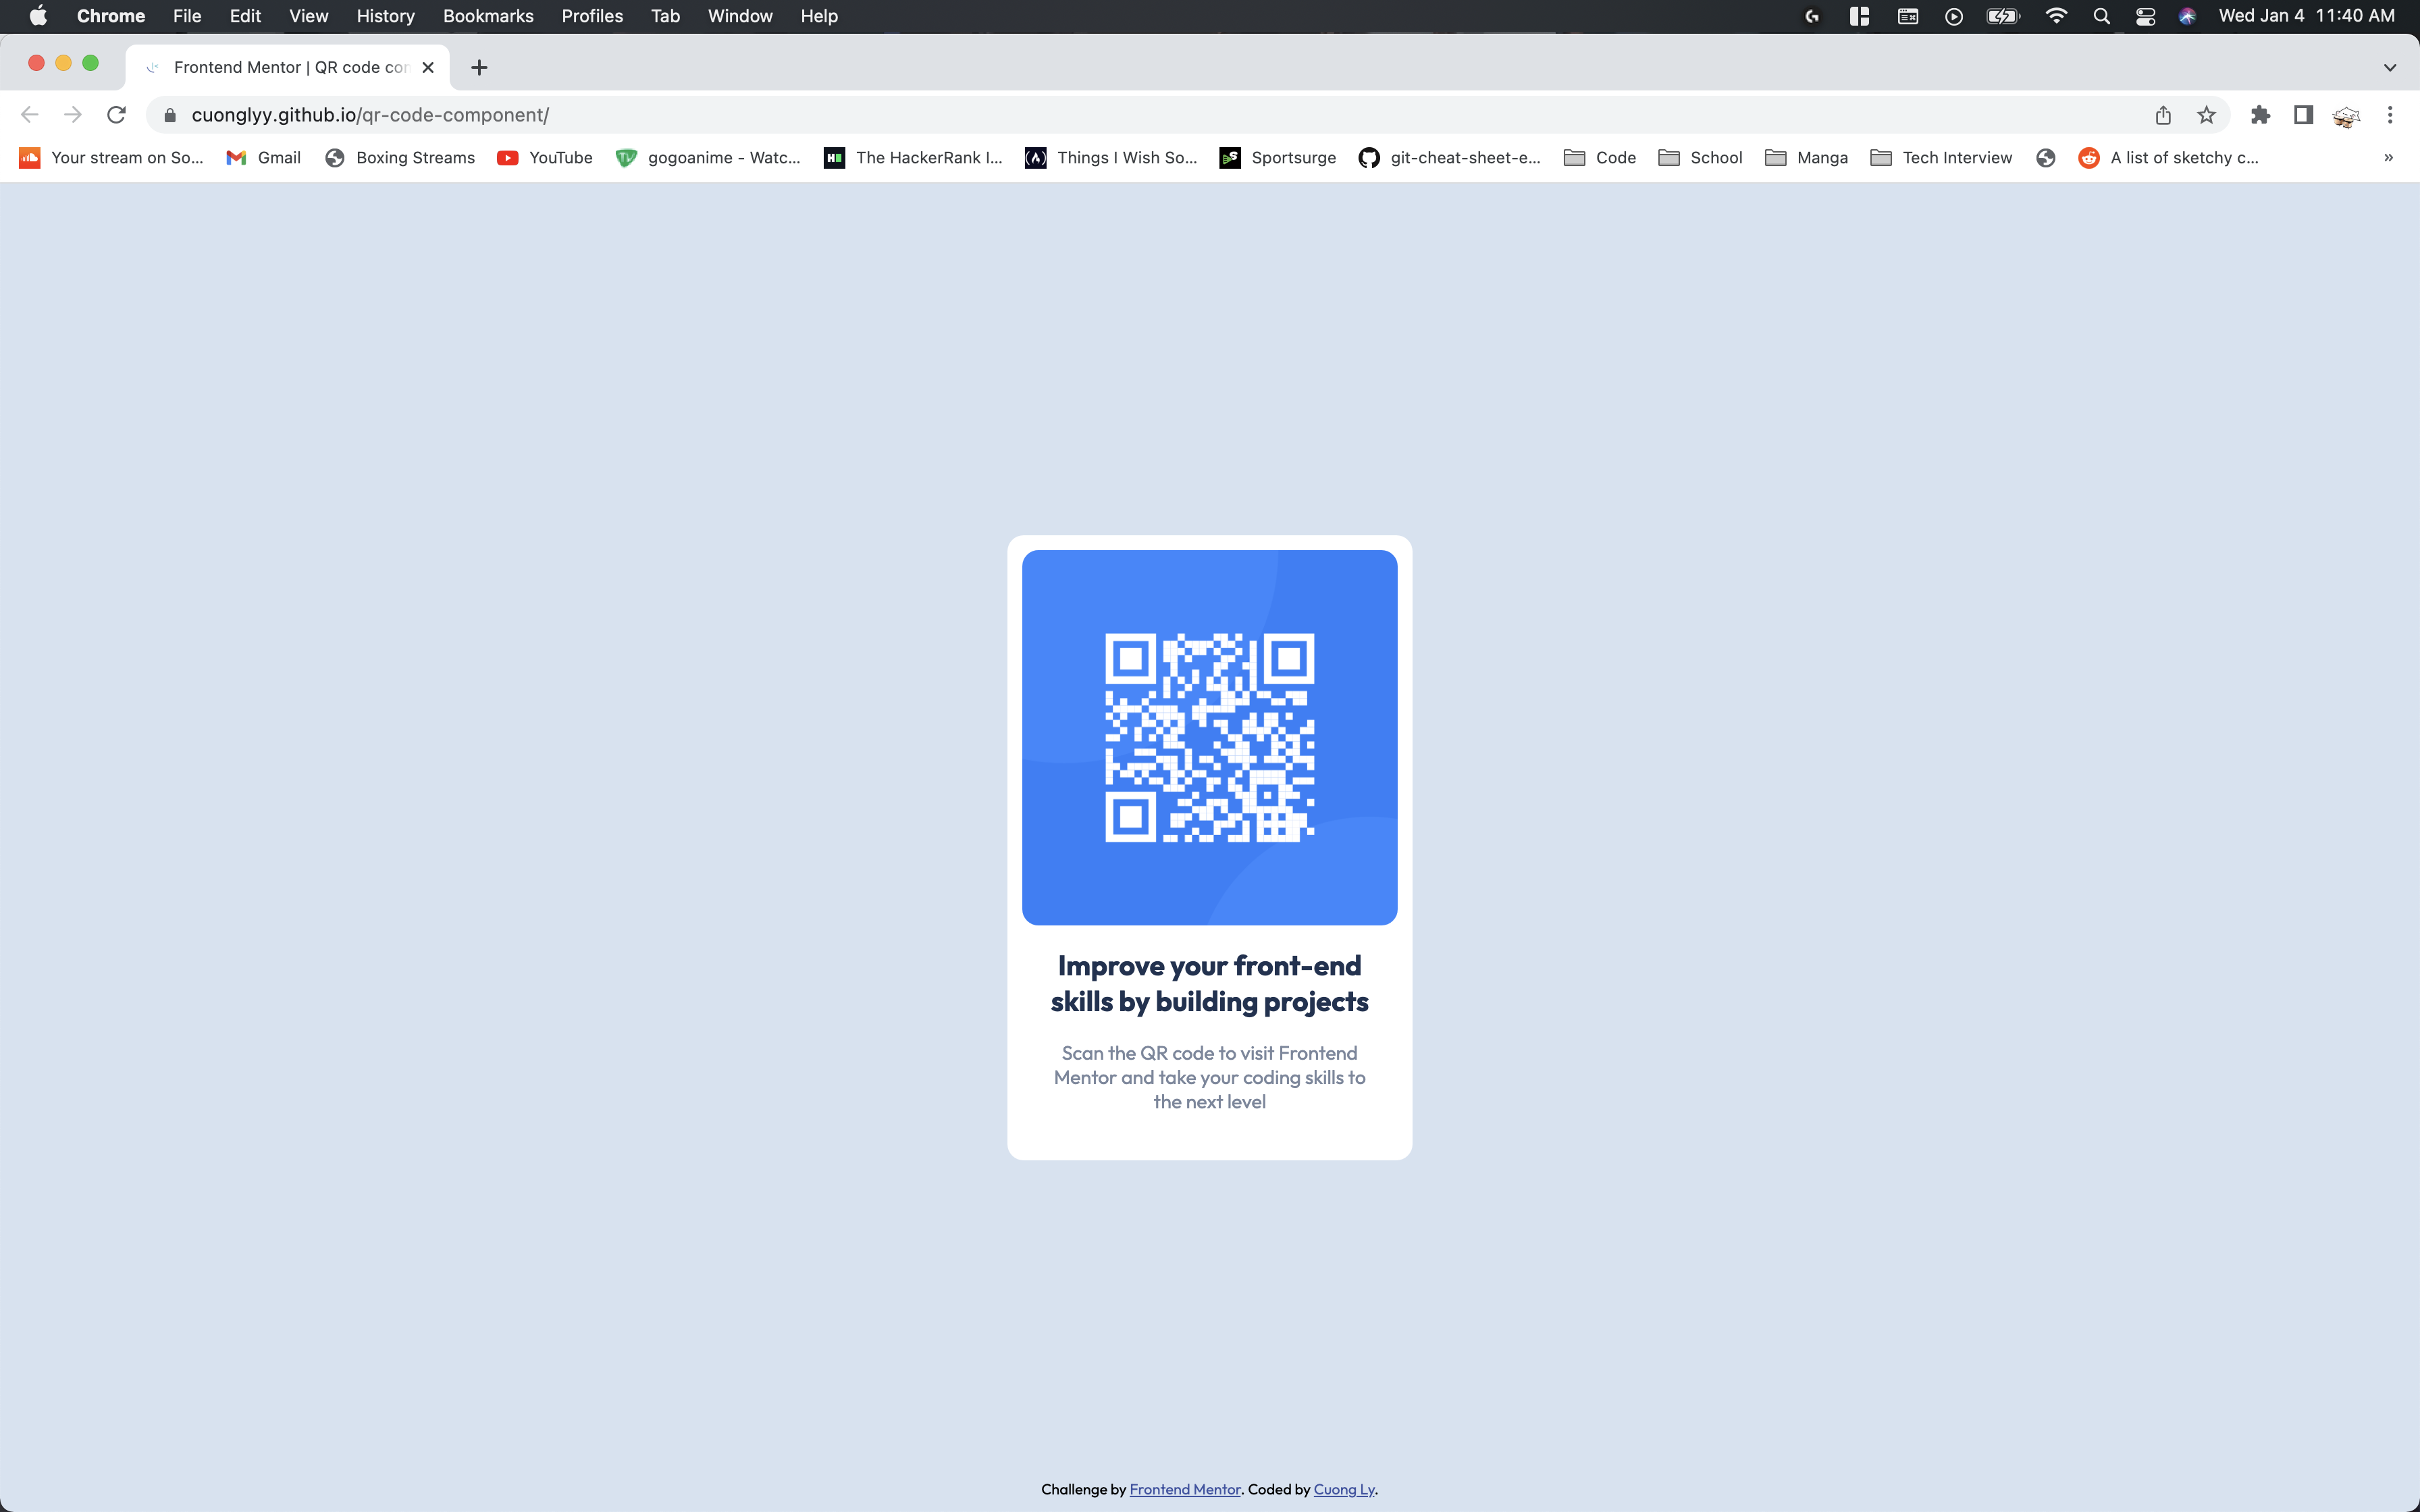 Chrome File Edit View History Bookmarks Profiles Tab Window Help Wed Jan 4 11:40 AM
Frontend Mentor | QR code con
cuonglyy.github.io/qr-code-component/
Your stream on So... Gmail Boxing Streams YouTube gogoanime - Watc... The HackerRank I... Things I Wish So... Sportsurge git-cheat-sheet-e... Code School Manga Tech Interview A list of sketchy c... »
Improve your front-end
skills by building projects
Scan the QR code to visit Frontend
Mentor and take your coding skills to
the next level
Challenge by Frontend Mentor. Coded by Cuong Ly.